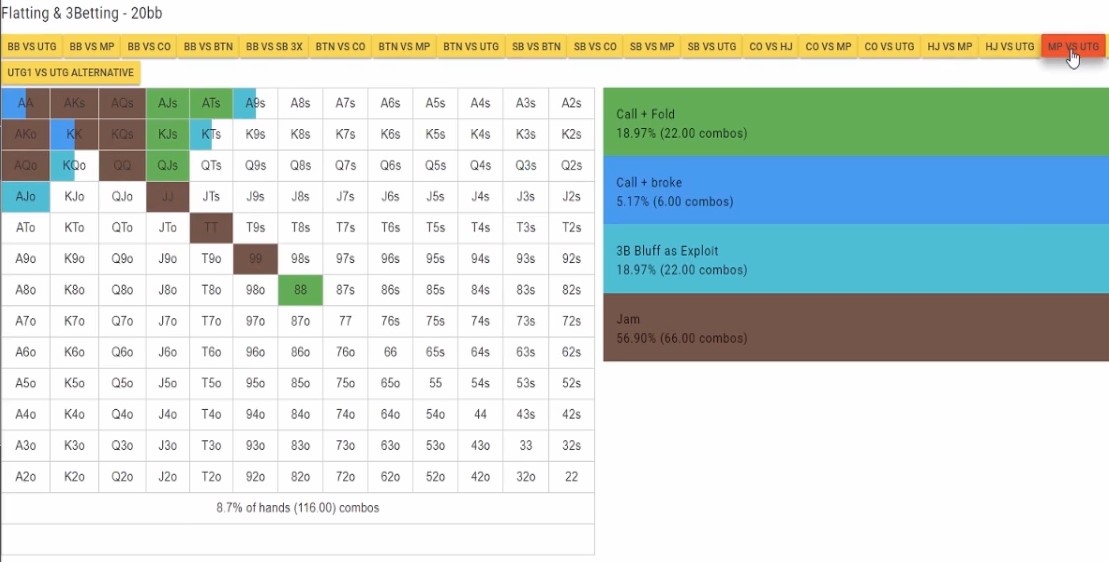 Flatting & 3Betting - 20bb
BB VS UTG BB VS MP BB VS CO BB VS BTN BB VS SB 3X BTN VS CO BTN VS MP BTN VS UTG SB VS BTN SB VS CO SB VS MP SB VS UTG CO VS HJ CO VS MP CO VS UTG HJ VS MP HJ VS UTG MP VS UTG
UTG1 VS UTG ALTERNATIVE
AA AKs AQs AJs ATs A9s A8s A7s A6s A5s A4s A3s A2s
AKo KK KQs KJs KTs K9s K8s K7s K6s K5s K4s K3s K2s
AQo KQo QQ QJs QTs Q9s Q8s Q7s Q6s Q5s Q4s Q3s Q2s
AJo KJo QJo JJ JTs J9s J8s J7s J6s J5s J4s J3s J2s
ATo KTo QTo JTo TT T9s T8s T7s T6s T5s T4s T3s T2s
A9o K9o Q9o J9o T9o 99 98s 97s 96s 95s 94s 93s 92s
A8o K8o Q8o J8o T8o 98o 88 87s 86s 85s 84s 83s 82s
A7o K7o Q7o J7o T7o 97o 87o 77 76s 75s 74s 73s 72s
A6o K6o Q6o J6o T6o 96o 86o 76o 66 65s 64s 63s 62s
A5o K5o Q5o J5o T5o 95o 85o 75o 65o 55 54s 53s 52s
A4o K4o Q4o J4o T4o 94o 84o 74o 64o 54o 44 43s 42s
A3o K3o Q3o J3o T3o 93o 83o 73o 63o 53o 43o 33 32s
A2o K2o Q2o J2o T2o 92o 82o 72o 62o 52o 42o 32o 22
8.7% of hands (116.00) combos
Call + Fold
18.97% (22.00 combos)
Call + broke
5.17% (6.00 combos)
3B Bluff as Exploit
18.97% (22.00 combos)
Jam
56.90% (66.00 combos)